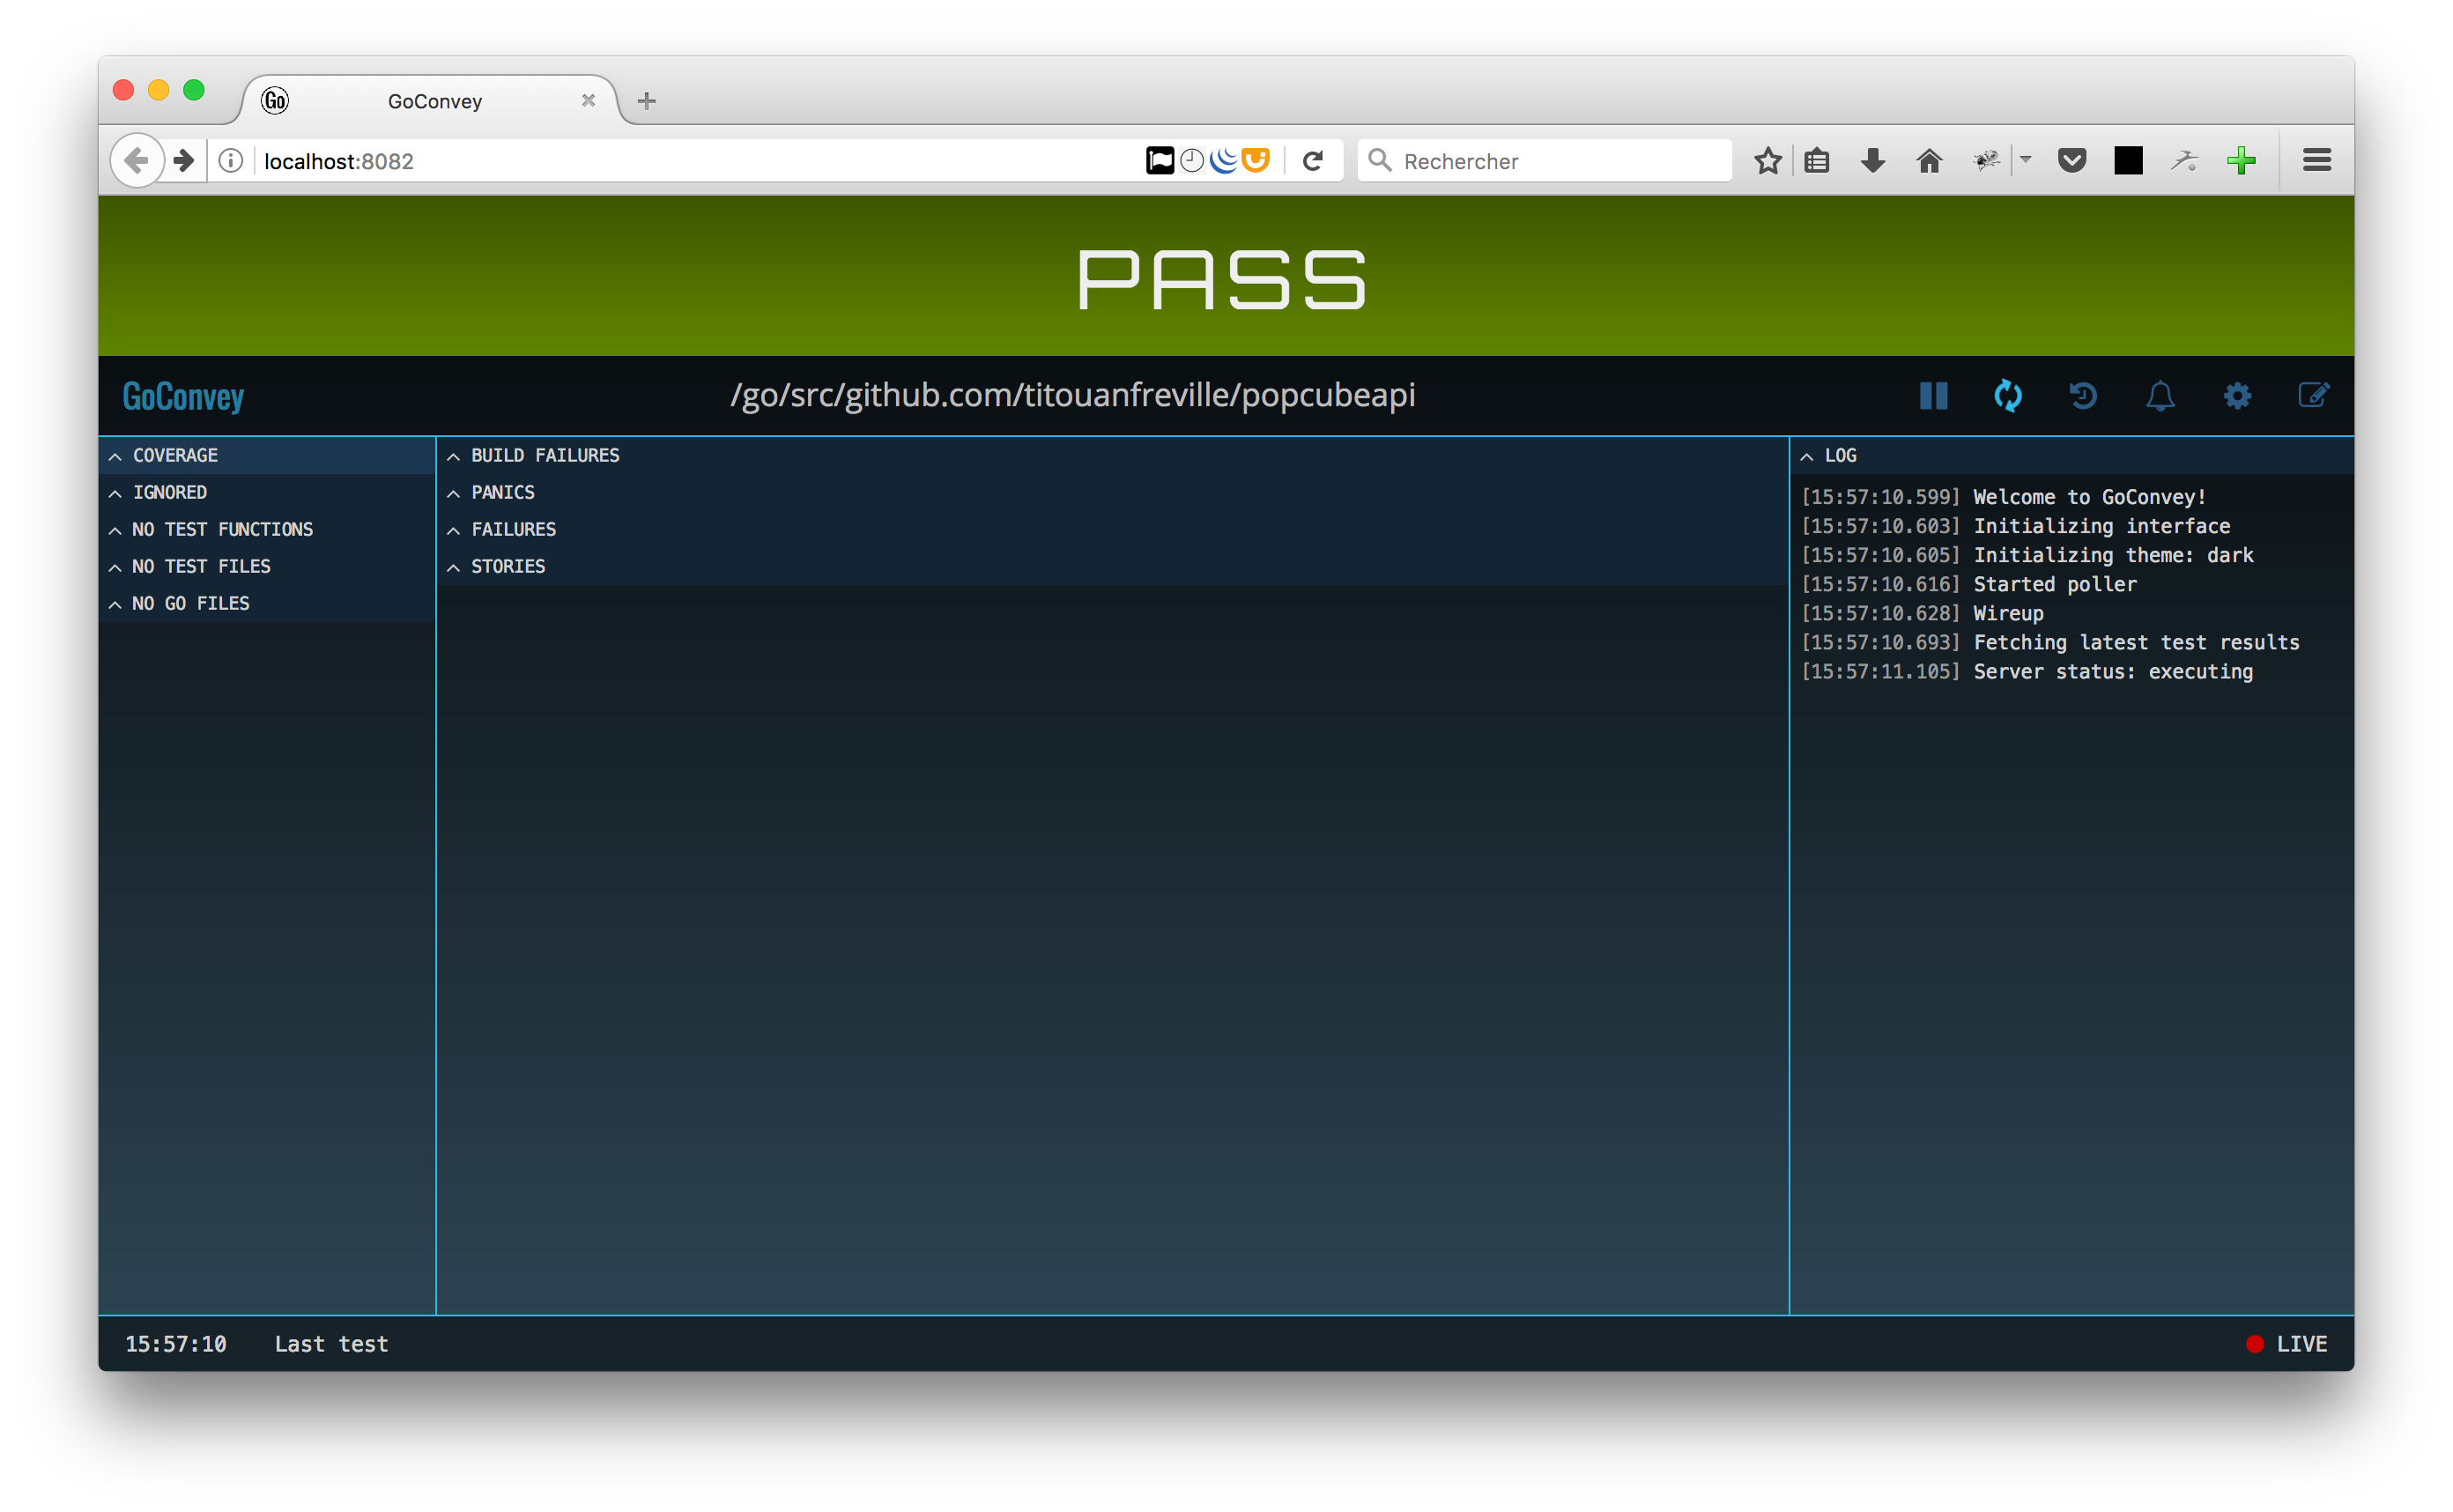 Go GoConvey
localhost:8082
Rechercher
PASS
GoConvey
/go/src/github.com/titouanfreville/popcubeapi
COVERAGE
IGNORED
NO TEST FUNCTIONS
NO TEST FILES
NO GO FILES
BUILD FAILURES
PANICS
FAILURES
STORIES
LOG
[15:57:10.599] Welcome to GoConvey!
[15:57:10.603] Initializing interface
[15:57:10.605] Initializing theme: dark
[15:57:10.616] Started poller
[15:57:10.628] Wireup
[15:57:10.693] Fetching latest test results
[15:57:11.105] Server status: executing
15:57:10 Last test
LIVE